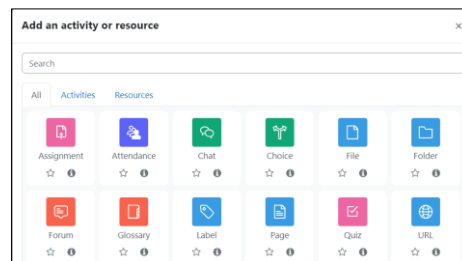 Add an activity or resource ×
Search
All Activities Resources
Assignment Attendance Chat Choice File Folder
Forum Glossary Label Page Quiz URL